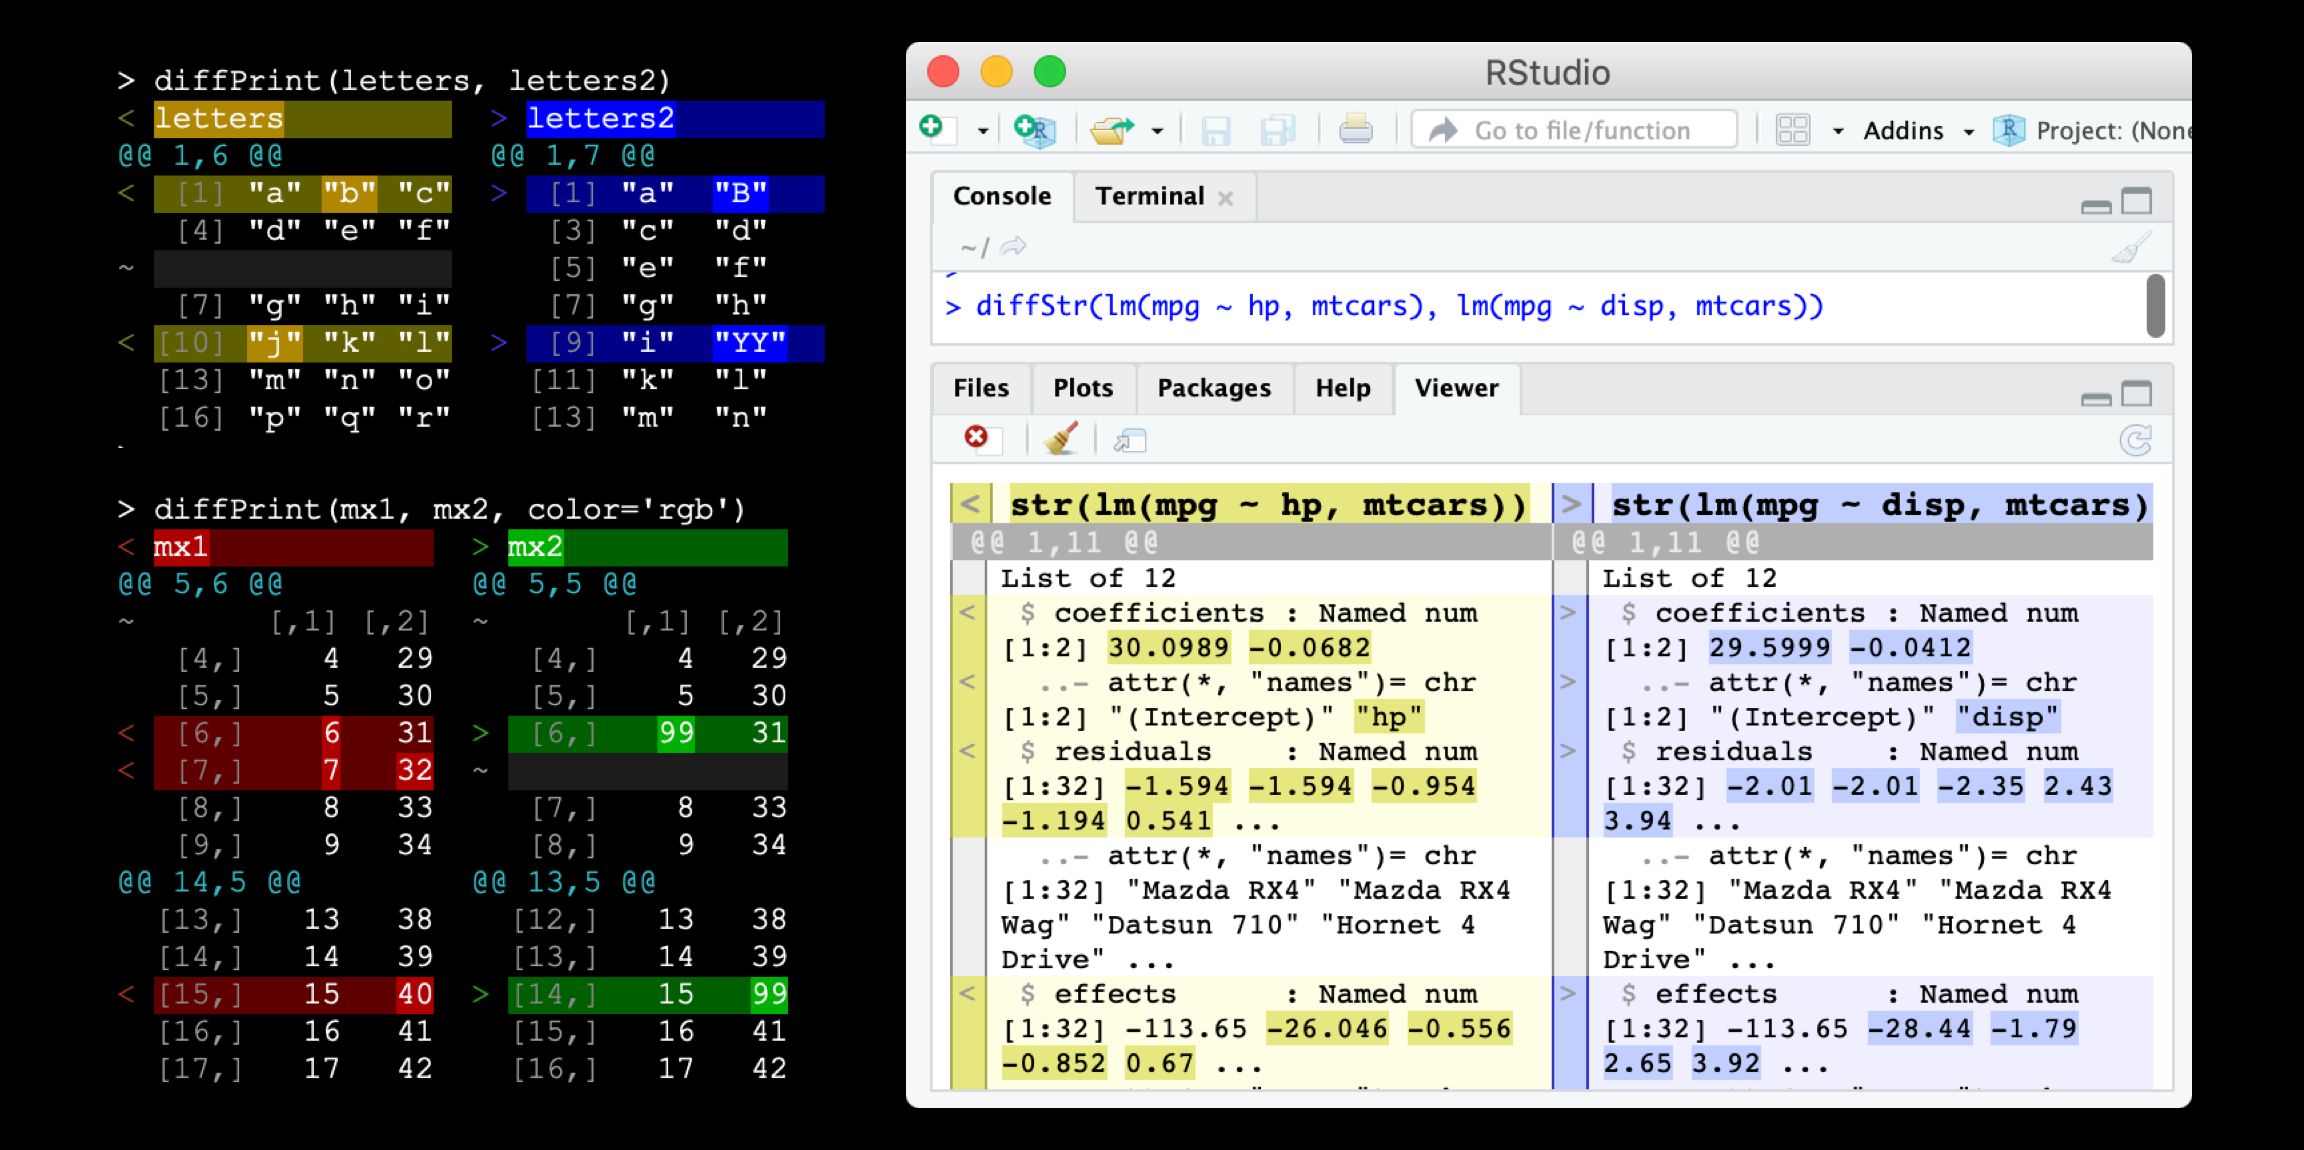 > diffPrint(letters, letters2)
< letters > letters2
@@ 1,6 @@ @@ 1,7 @@
< [1] "a" "b" "c" > [1] "a" "B"
[4] "d" "e" "f" [3] "c" "d"
~ [5] "e" "f"
[7] "g" "h" "i" [7] "g" "h"
< [10] "j" "k" "l" > [9] "i" "YY"
[13] "m" "n" "o" [11] "k" "l"
[16] "p" "q" "r" [13] "m" "n"
> diffPrint(mx1, mx2, color='rgb')
< mx1 > mx2
@@ 5,6 @@ @@ 5,5 @@
~ [,1] [,2] ~ [,1] [,2]
[4,] 4 29 [4,] 4 29
[5,] 5 30 [5,] 5 30
< [6,] 6 31 > [6,] 99 31
< [7,] 7 32 ~
[8,] 8 33 [7,] 8 33
[9,] 9 34 [8,] 9 34
@@ 14,5 @@ @@ 13,5 @@
[13,] 13 38 [12,] 13 38
[14,] 14 39 [13,] 14 39
< [15,] 15 40 > [14,] 15 99
[16,] 16 41 [15,] 16 41
[17,] 17 42 [16,] 17 42
RStudio
R Go to file/function Addins R Project: (None
Console Terminal
~/
> diffStr(lm(mpg ~ hp, mtcars), lm(mpg ~ disp, mtcars))
Files Plots Packages Help Viewer
< str(lm(mpg ~ hp, mtcars)) > str(lm(mpg ~ disp, mtcars)
@@ 1,11 @@ @@ 1,11 @@
List of 12 List of 12
< $ coefficients : Named num > $ coefficients : Named num
[1:2] 30.0989 -0.0682 [1:2] 29.5999 -0.0412
< ..- attr(*, "names")= chr > ..- attr(*, "names")= chr
[1:2] "(Intercept)" "hp" [1:2] "(Intercept)" "disp"
< $ residuals : Named num > $ residuals : Named num
[1:32] -1.594 -1.594 -0.954 [1:32] -2.01 -2.01 -2.35 2.43
-1.194 0.541 ... 3.94 ...
..- attr(*, "names")= chr ..- attr(*, "names")= chr
[1:32] "Mazda RX4" "Mazda RX4 [1:32] "Mazda RX4" "Mazda RX4
Wag" "Datsun 710" "Hornet 4 Wag" "Datsun 710" "Hornet 4
Drive" ... Drive" ...
< $ effects : Named num > $ effects : Named num
[1:32] -113.65 -26.046 -0.556 [1:32] -113.65 -28.44 -1.79
-0.852 0.67 ... 2.65 3.92 ...